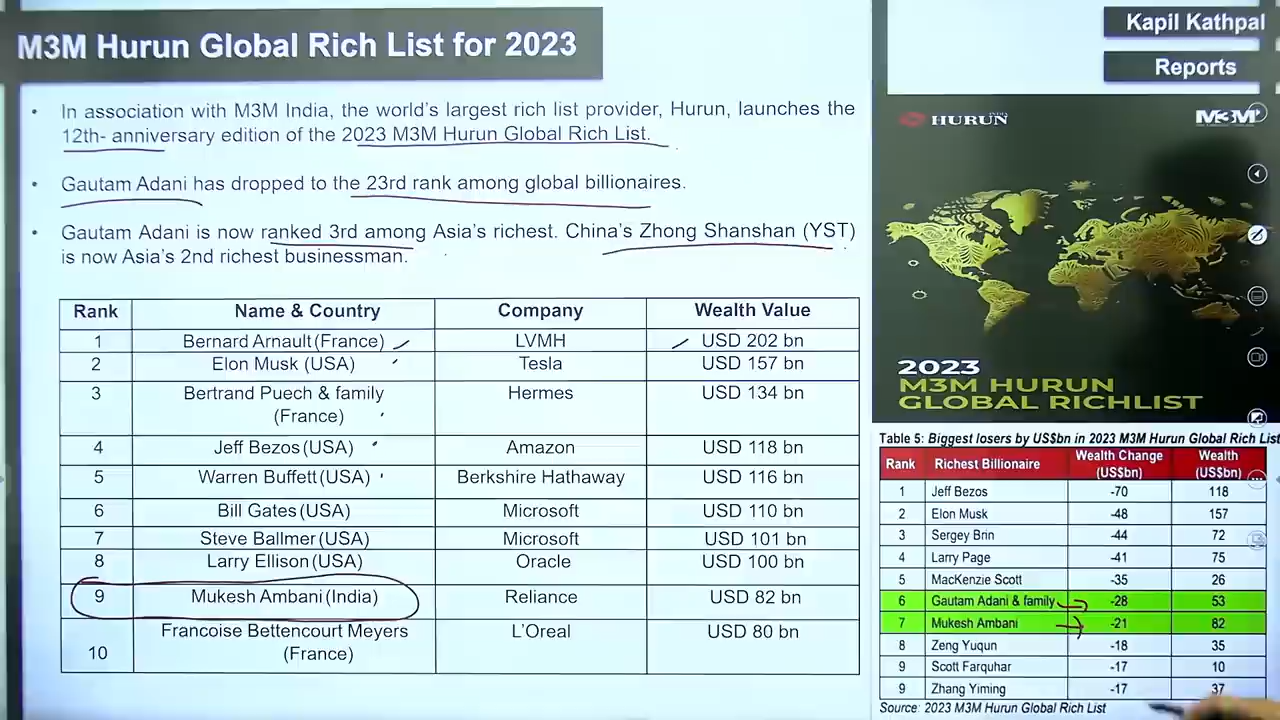 M3M Hurun Global Rich List for 2023
Kapil Kathpal
Reports
• In association with M3M India, the world's largest rich list provider, Hurun, launches the
12th- anniversary edition of the 2023 M3M Hurun Global Rich List.
• Gautam Adani has dropped to the 23rd rank among global billionaires.
• Gautam Adani is now ranked 3rd among Asia's richest. China's Zhong Shanshan (YST)
is now Asia's 2nd richest businessman.
Rank Name & Country Company Wealth Value
1 Bernard Arnault (France) LVMH USD 202 bn
2 Elon Musk (USA) Tesla USD 157 bn
3 Bertrand Puech & family Hermes USD 134 bn
(France)
4 Jeff Bezos (USA) Amazon USD 118 bn
5 Warren Buffett (USA) Berkshire Hathaway USD 116 bn
6 Bill Gates (USA) Microsoft USD 110 bn
7 Steve Ballmer (USA) Microsoft USD 101 bn
8 Larry Ellison (USA) Oracle USD 100 bn
9 Mukesh Ambani (India) Reliance USD 82 bn
Francoise Bettencourt Meyers L'Oreal USD 80 bn
10 (France)
HURUN INDIA M3M
2023
M3M HURUN
GLOBAL RICHLIST
Table 5: Biggest losers by US$bn in 2023 M3M Hurun Global Rich List
Rank Richest Billionaire Wealth Change (US$bn) Wealth (US$bn)
1 Jeff Bezos -70 118
2 Elon Musk -48 157
3 Sergey Brin -44 72
4 Larry Page -41 75
5 MacKenzie Scott -35 26
6 Gautam Adani & family -28 53
7 Mukesh Ambani -21 82
8 Zeng Yuqun -18 35
9 Scott Farquhar -17 10
9 Zhang Yiming -17 37
Source: 2023 M3M Hurun Global Rich List